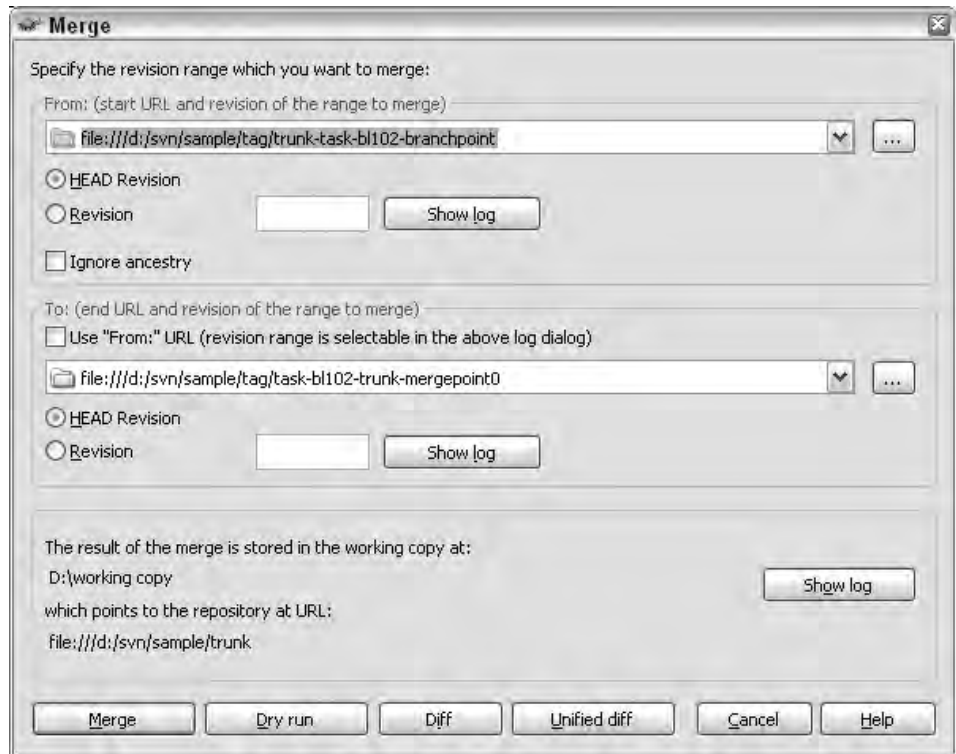 Merge
Specify the revision range which you want to merge:
From: (start URL and revision of the range to merge)
file:///d:/svn/sample/tag/trunk-task-bl102-branchpoint
...
HEAD Revision
Revision
Show log
Ignore ancestry
To: (end URL and revision of the range to merge)
Use "From:" URL (revision range is selectable in the above log dialog)
file:///d:/svn/sample/tag/task-bl102-trunk-mergepoint0
...
HEAD Revision
Revision
Show log
The result of the merge is stored in the working copy at:
D:\working copy
Show log
which points to the repository at URL:
file:///d:/svn/sample/trunk
Merge Dry run Diff Unified diff Cancel Help